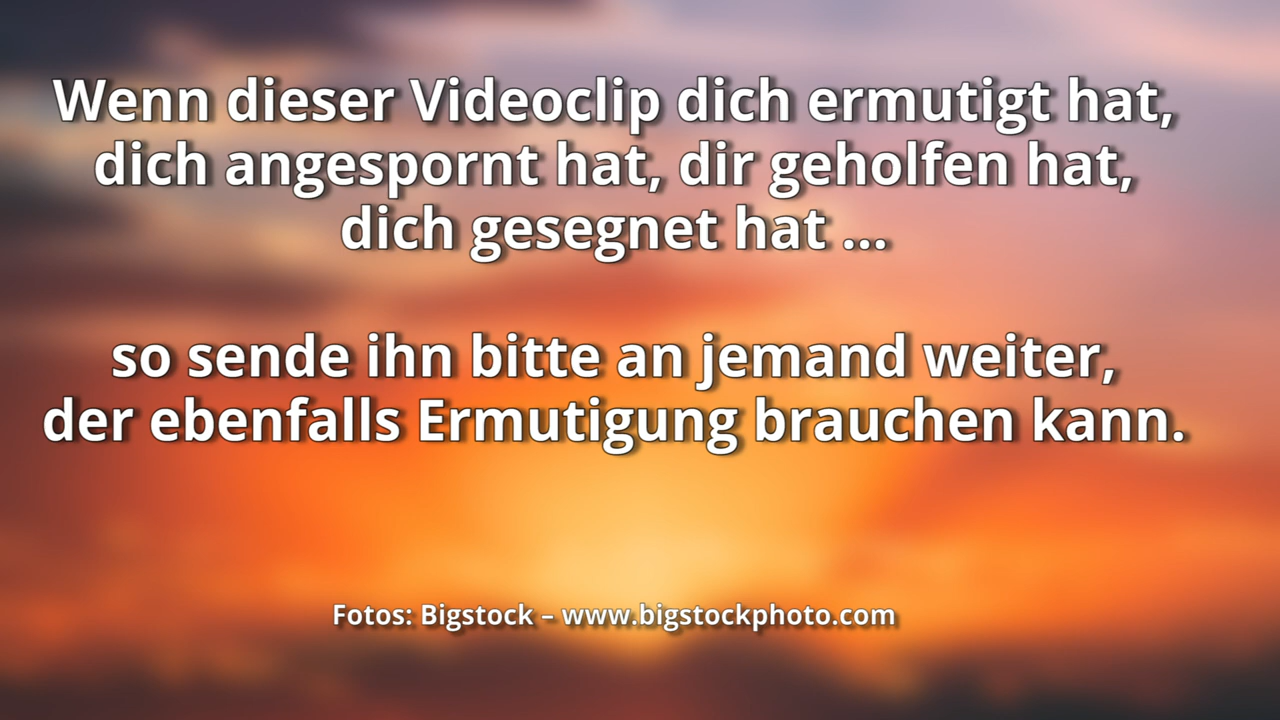 Wenn dieser Videoclip dich ermutigt hat,
dich angespornt hat, dir geholfen hat,
dich gesegnet hat ...
so sende ihn bitte an jemand weiter,
der ebenfalls Ermutigung brauchen kann.
Fotos: Bigstock – www.bigstockphoto.com